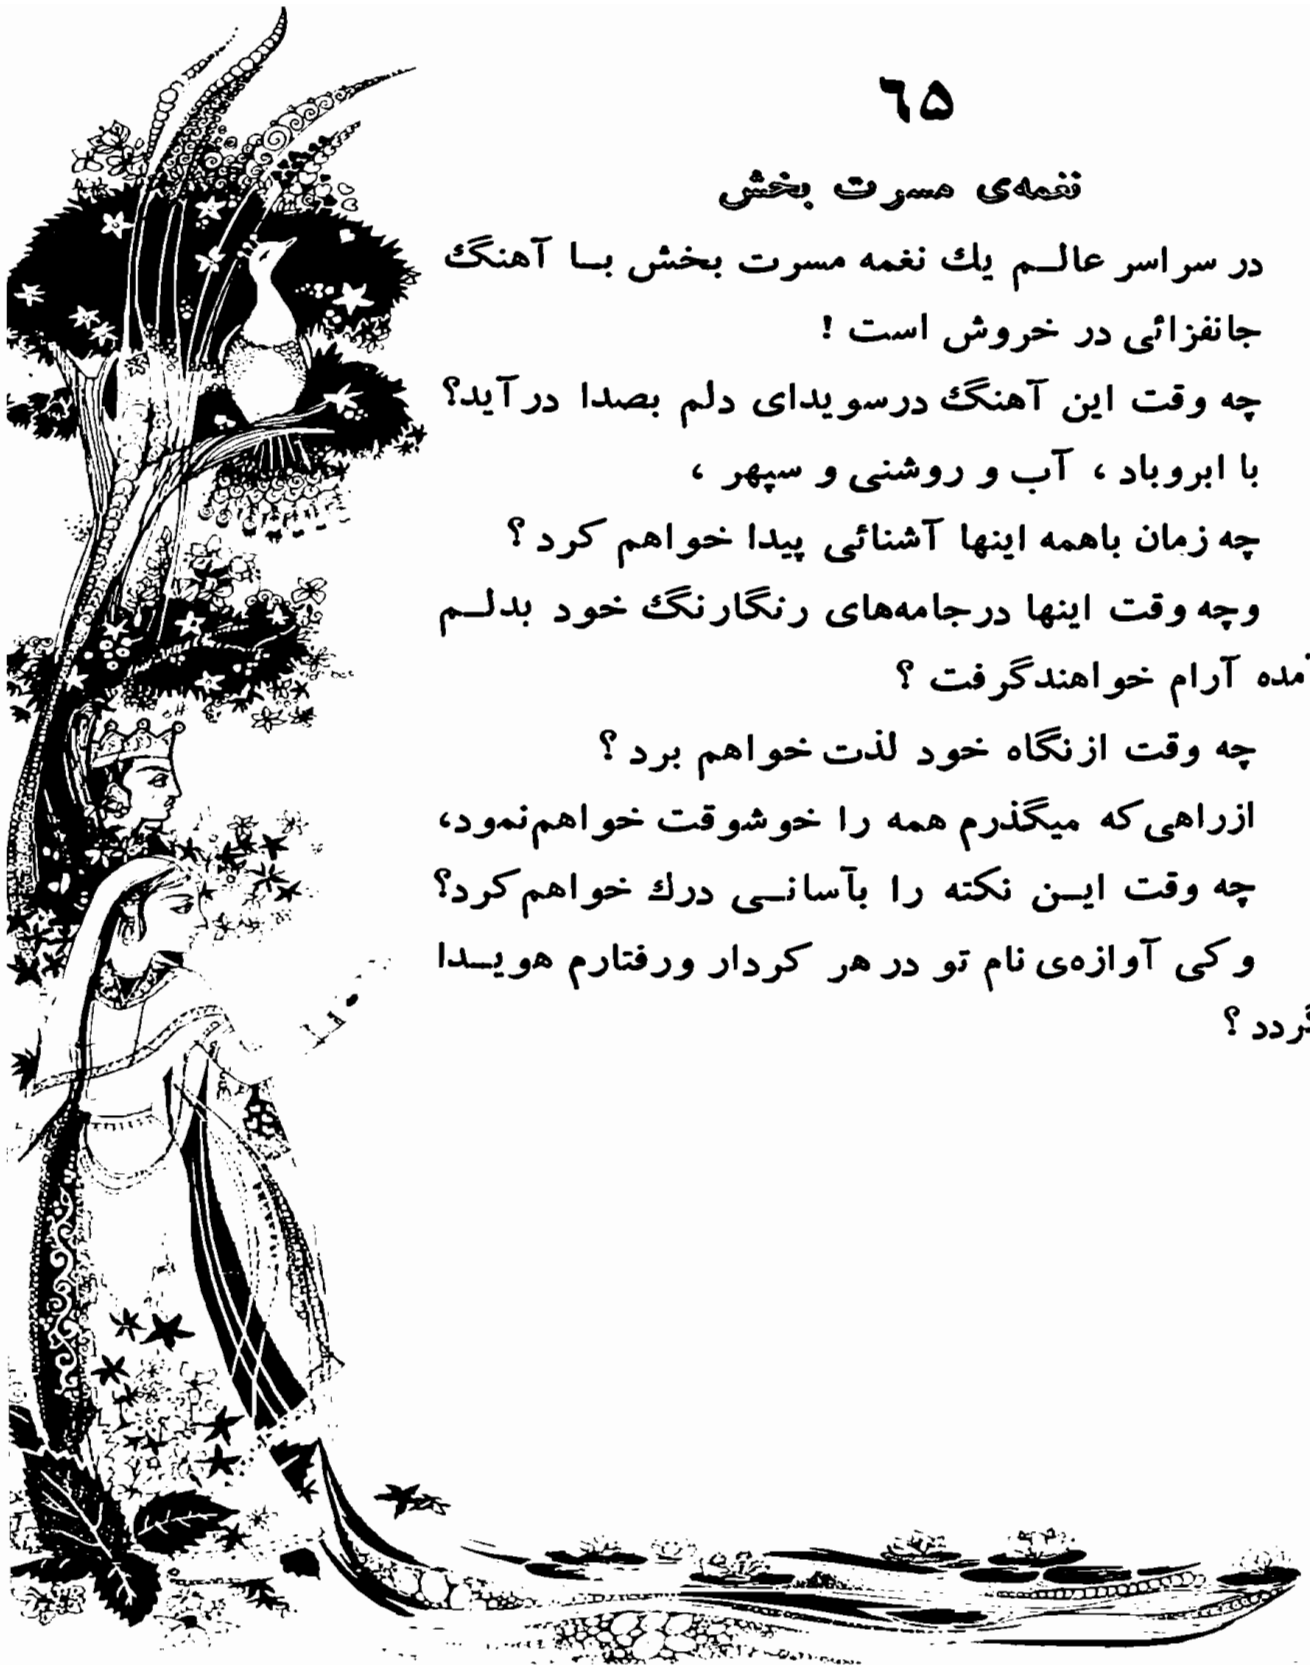 ٦٥
نغمه‌ی مسرت بخش
در سراسر عالم يك نغمه مسرت بخش با آهنگ
جانفزائی در خروش است !
چه وقت این آهنگ درسویدای دلم بصدا درآید؟
با ابروباد ، آب و روشنی و سپهر ،
چه زمان باهمه اینها آشنائی پیدا خواهم کرد ؟
وچه وقت اینها درجامه‌های رنگارنگ خود بدلم
آمده آرام خواهندگرفت ؟
چه وقت ازنگاه خود لذت خواهم برد ؟
ازراهی‌که میگذرم همه را خوشوقت خواهم‌نمود،
چه وقت این نکته را بآسانی درك خواهم‌کرد؟
وکی آوازه‌ی نام تو در هر کردار ورفتارم هویدا
گردد ؟